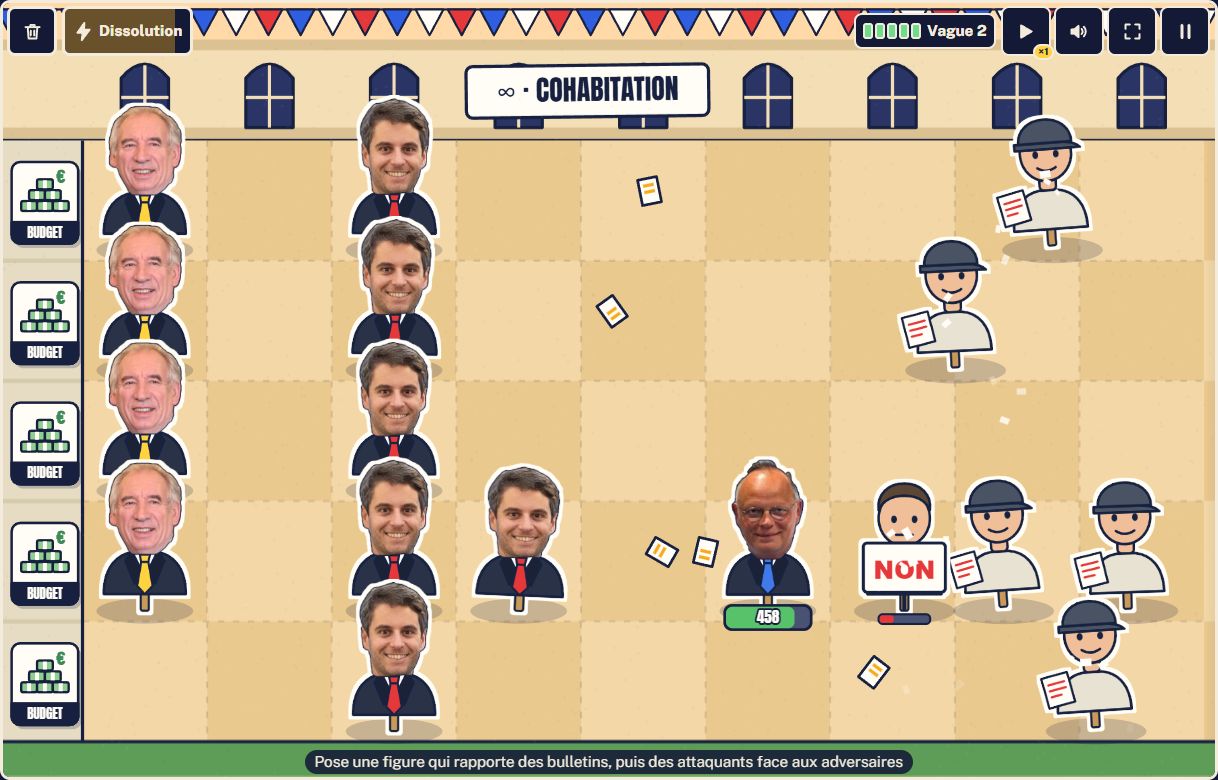 Dissolution
Vague 2
×1
∞ · COHABITATION
€
BUDGET
€
BUDGET
€
BUDGET
€
BUDGET
€
BUDGET
NON
458
Pose une figure qui rapporte des bulletins, puis des attaquants face aux adversaires